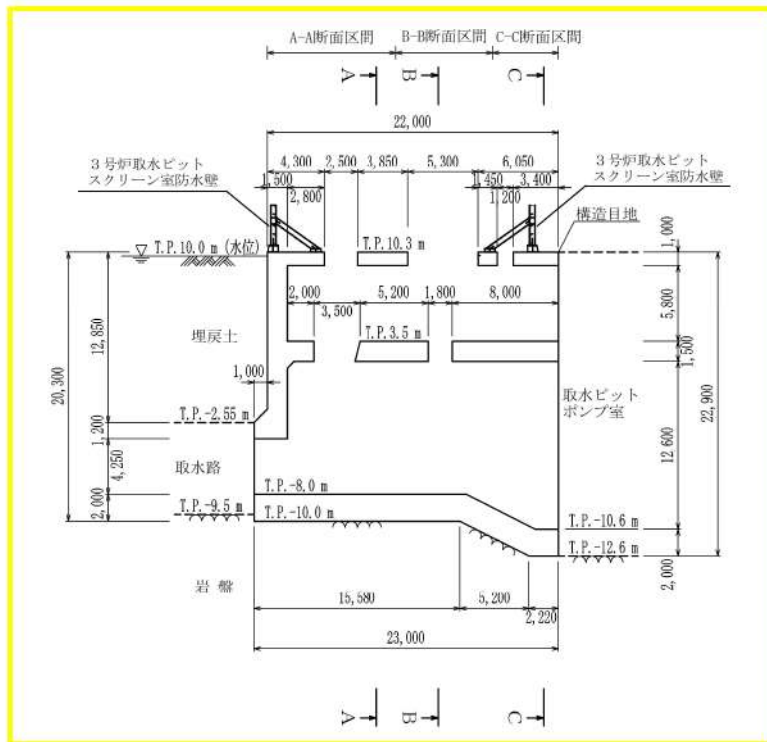 A-A断面区間 B-B断面区間 C-C断面区間
A B C
22,000
3号炉取水ピット
スクリーン室防水壁
4,300 2,500 3,850 5,300 6,050
3号炉取水ピット
スクリーン室防水壁
1,500 1,450 3,400
2,800 1,200
構造目地
1,000
T.P.10.0 m (水位)
T.P.10.3 m
2,000 5,200 1,800 8,000
3,500
5,800
12,850
埋戻土
T.P.3.5 m
1,500
1,000
20,300
取水ピット
ポンプ室
22,900
T.P.-2.55 m
1,200
12,600
4,250
取水路
T.P.-8.0 m
T.P.-9.5 m
2,000
T.P.-10.0 m
T.P.-10.6 m
T.P.-12.6 m
2,000
岩盤
15,580 5,200
2,220
23,000
A B C